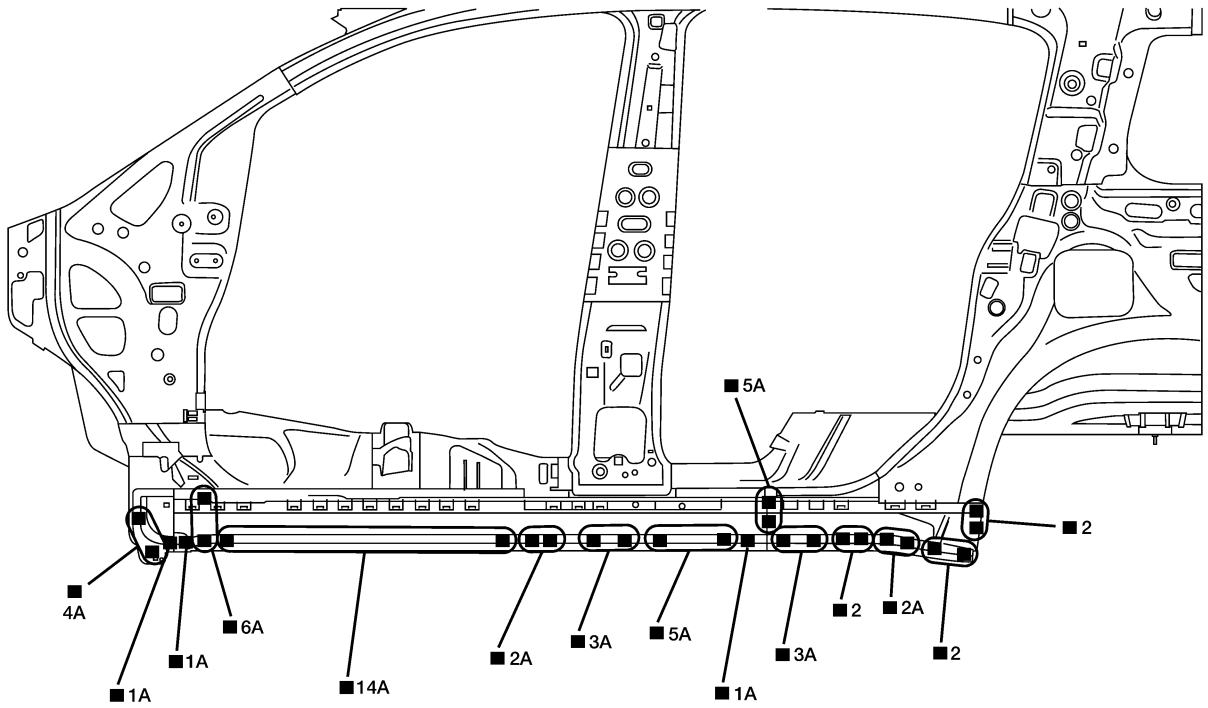 ■ 5A
■ 2
■ 4A
■ 6A
■ 1A
■ 1A
■ 14A
■ 2A
■ 3A
■ 5A
■ 1A
■ 3A
■ 2
■ 2A
■ 2